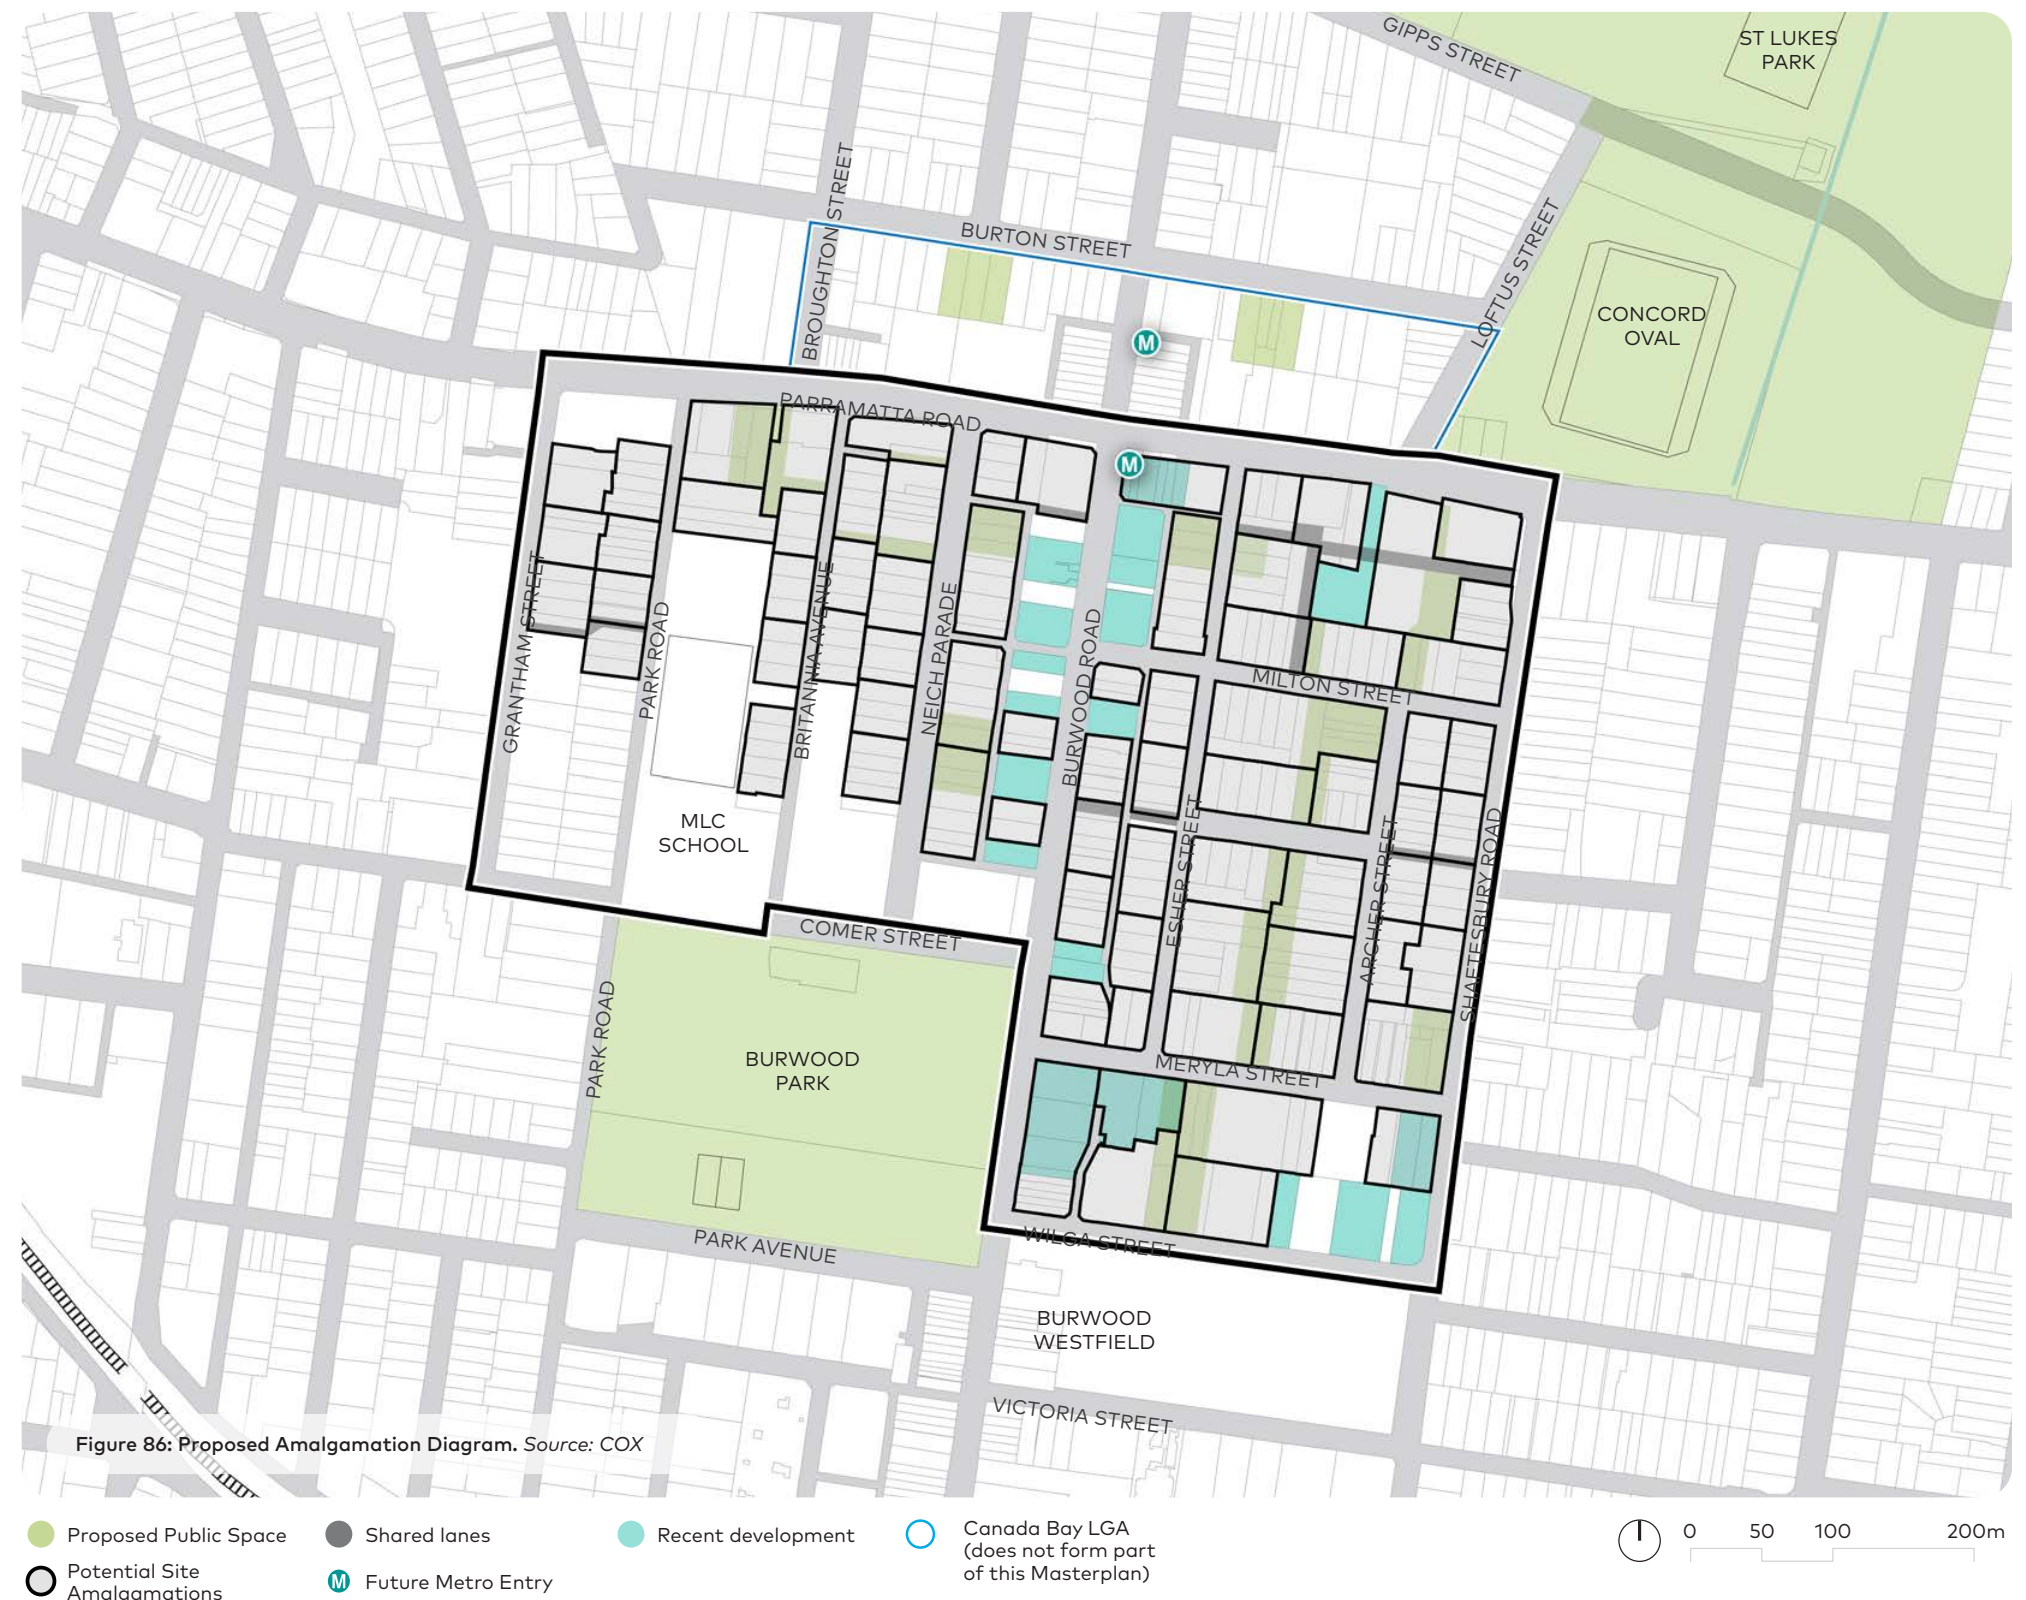 GIPPS STREET
ST LUKES
PARK
BROUGHTON STREET
BURTON STREET
LOFTUS STREET
CONCORD
OVAL
M
PARRAMATTA ROAD
M
GRANTHAM STREET
PARK ROAD
BRITANNIA AVENUE
NEICH PARADE
BURWOOD ROAD
MILTON STREET
MLC
SCHOOL
ESHER STREET
ARCHER STREET
SHAFTESBURY ROAD
COMER STREET
PARK ROAD
BURWOOD
PARK
MERYLA STREET
PARK AVENUE
WILGA STREET
BURWOOD
WESTFIELD
VICTORIA STREET
Figure 86: Proposed Amalgamation Diagram. Source: COX
Proposed Public Space
Potential Site
Amalgamations
Shared lanes
M Future Metro Entry
Recent development
Canada Bay LGA
(does not form part
of this Masterplan)
0 50 100 200m